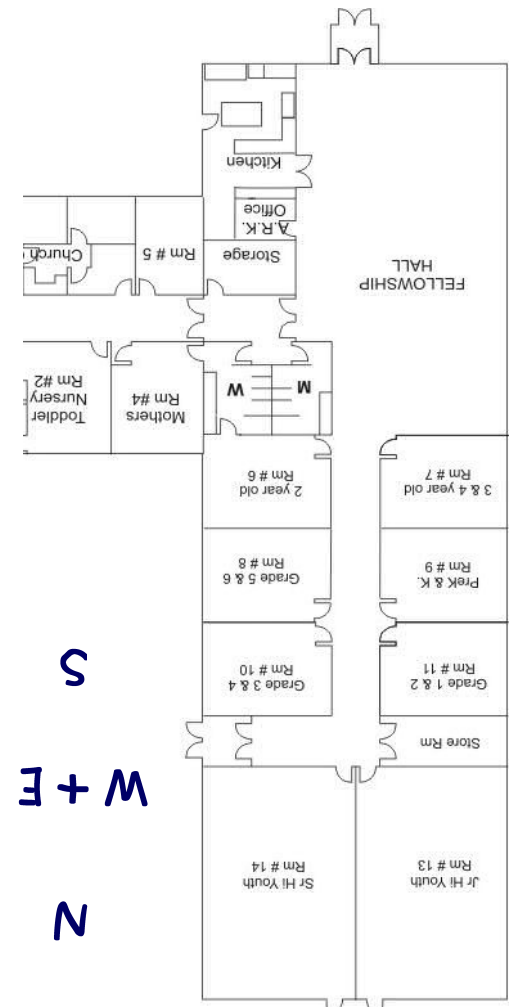 Jr Hi Youth
Rm # 13
Sr Hi Youth
Rm # 14
N
W + E
S
Store Rm
Grade 1 & 2
Rm # 11
Grade 3 & 4
Rm # 10
PreK & K.
Rm # 9
Grade 5 & 6
Rm # 8
3 & 4 year old
Rm # 7
2 year old
Rm # 6
M
W
Mothers
Rm #4
Toddler
Nursery
Rm #2
FELLOWSHIP
HALL
Storage
Rm # 5
Church
A.R.K.
Office
Kitchen